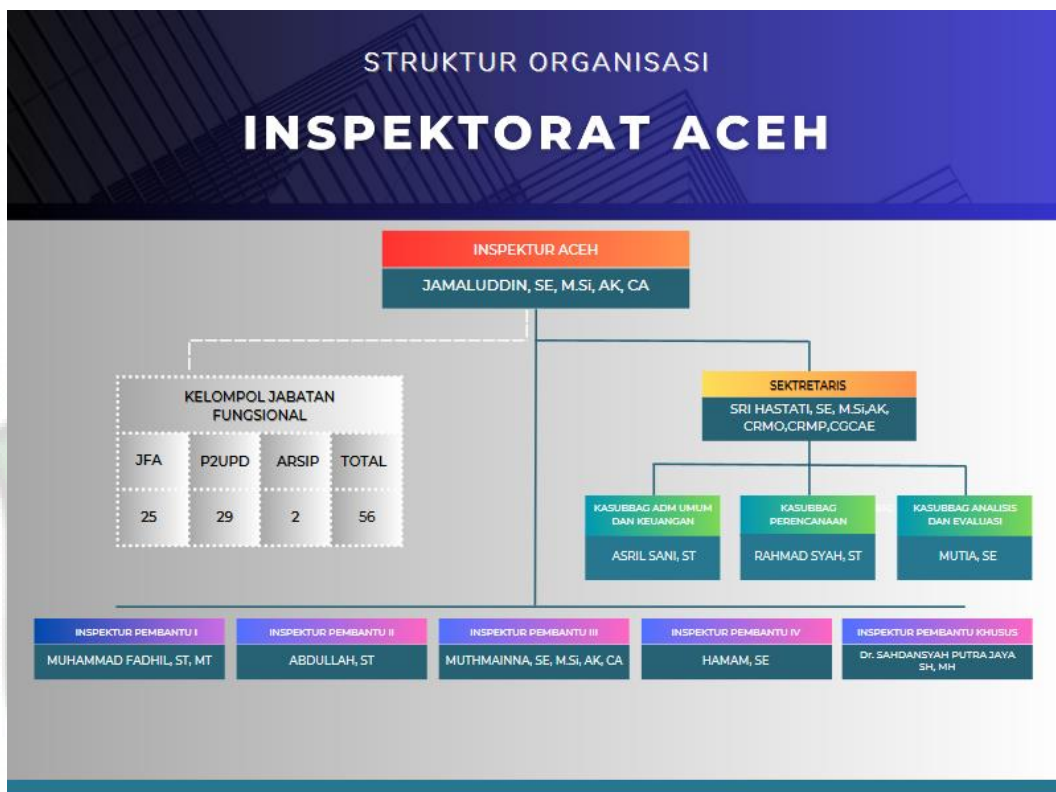 STRUKTUR ORGANISASI
INSPEKTORAT ACEH
INSPEKTUR ACEH
JAMALUDDIN, SE, M.Si, AK, CA
KELOMPOL JABATAN
FUNGSIONAL
JFA P2UPD ARSIP TOTAL
25 29 2 56
SEKTRETARIS
SRI HASTATI, SE, M.Si,AK,
CRMO,CRMP,CGCAE
KASUBBAG ADM UMUM
DAN KEUANGAN
ASRIL SANI, ST
KASUBBAG
PERENCANAAN
RAHMAD SYAH, ST
KASUBBAG ANALISIS
DAN EVALUASI
MUTIA, SE
INSPEKTUR PEMBANTU I
MUHAMMAD FADHIL, ST, MT
INSPEKTUR PEMBANTU II
ABDULLAH, ST
INSPEKTUR PEMBANTU III
MUTHMAINNA, SE, M.Si, AK, CA
INSPEKTUR PEMBANTU IV
HAMAM, SE
INSPEKTUR PEMBANTU KHUSUS
Dr. SAHDANSYAH PUTRA JAYA
SH, MH